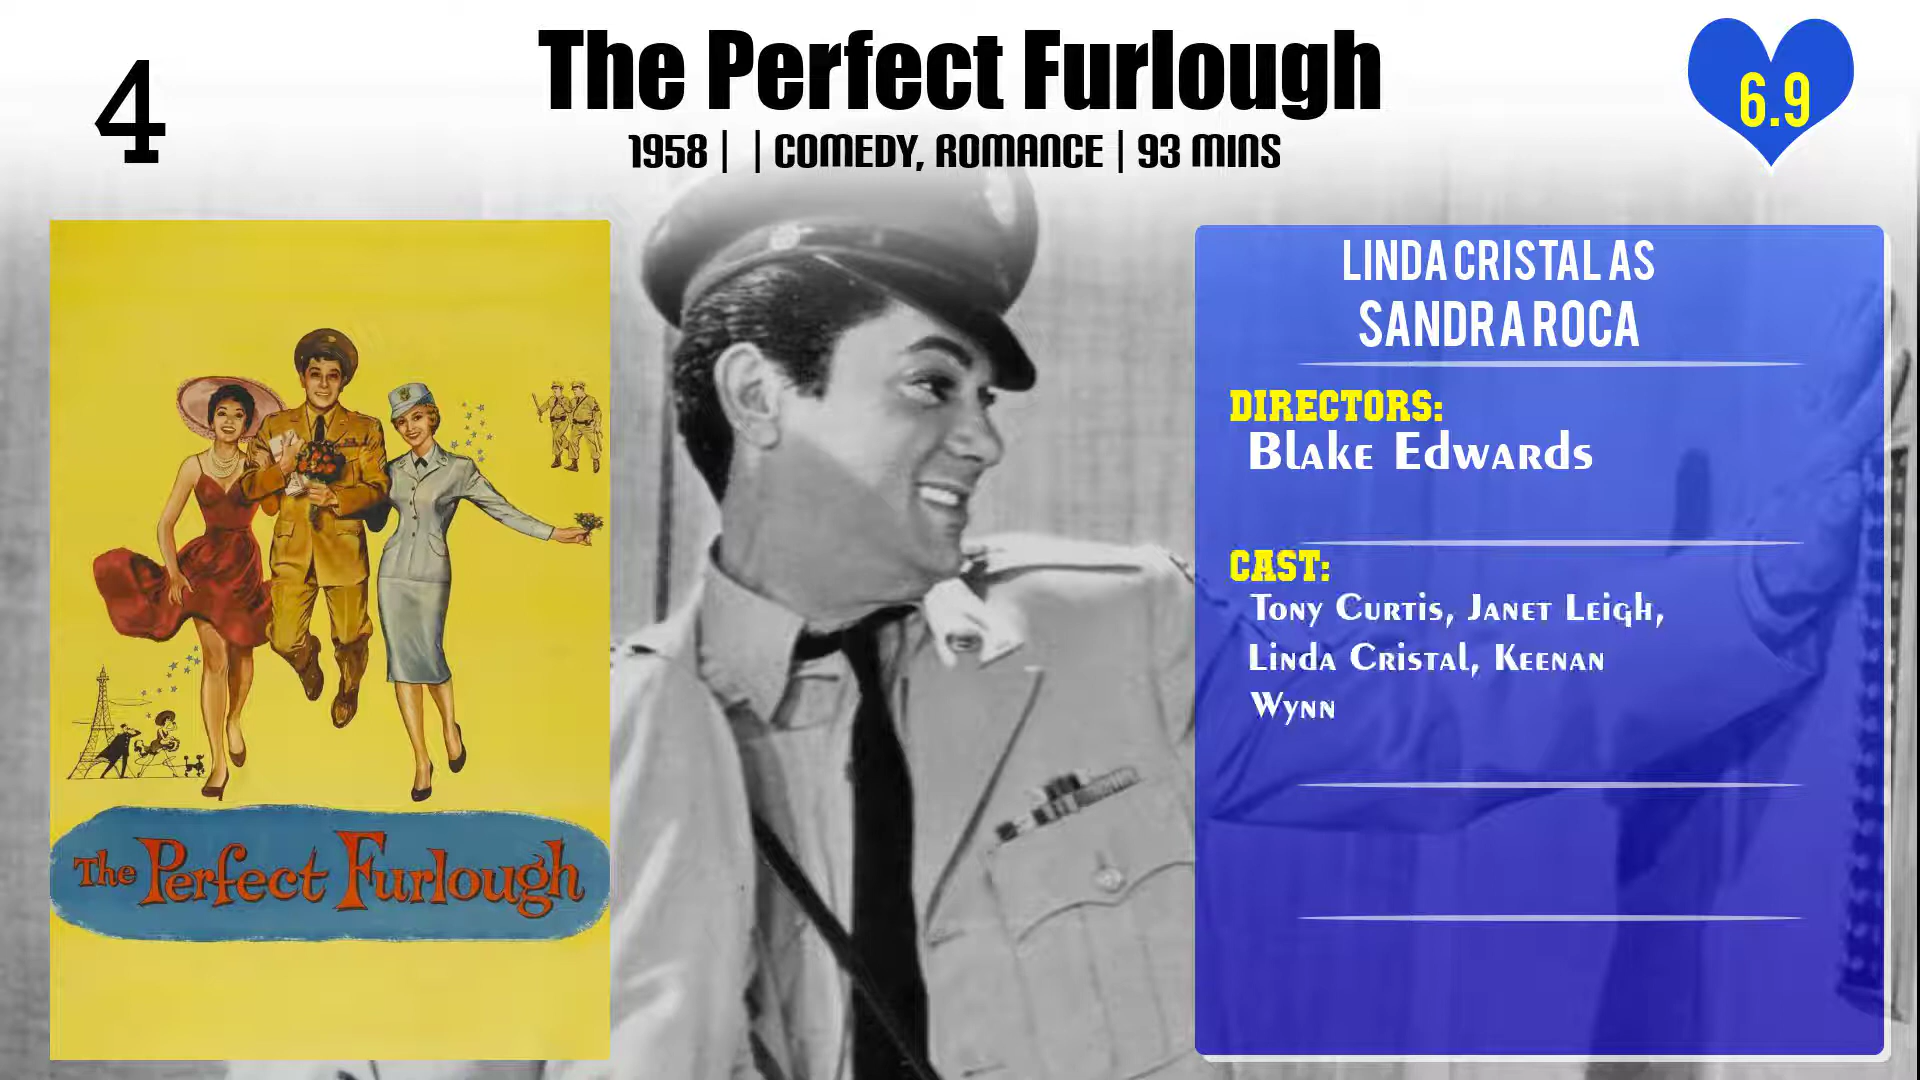 4
The Perfect Furlough
1958 | | COMEDY, ROMANCE | 93 MINS
6.9
The Perfect Furlough
LINDA CRISTAL AS
SANDRA ROCA
DIRECTORS:
Blake Edwards
CAST:
Tony Curtis, Janet Leigh,
Linda Cristal, Keenan
Wynn